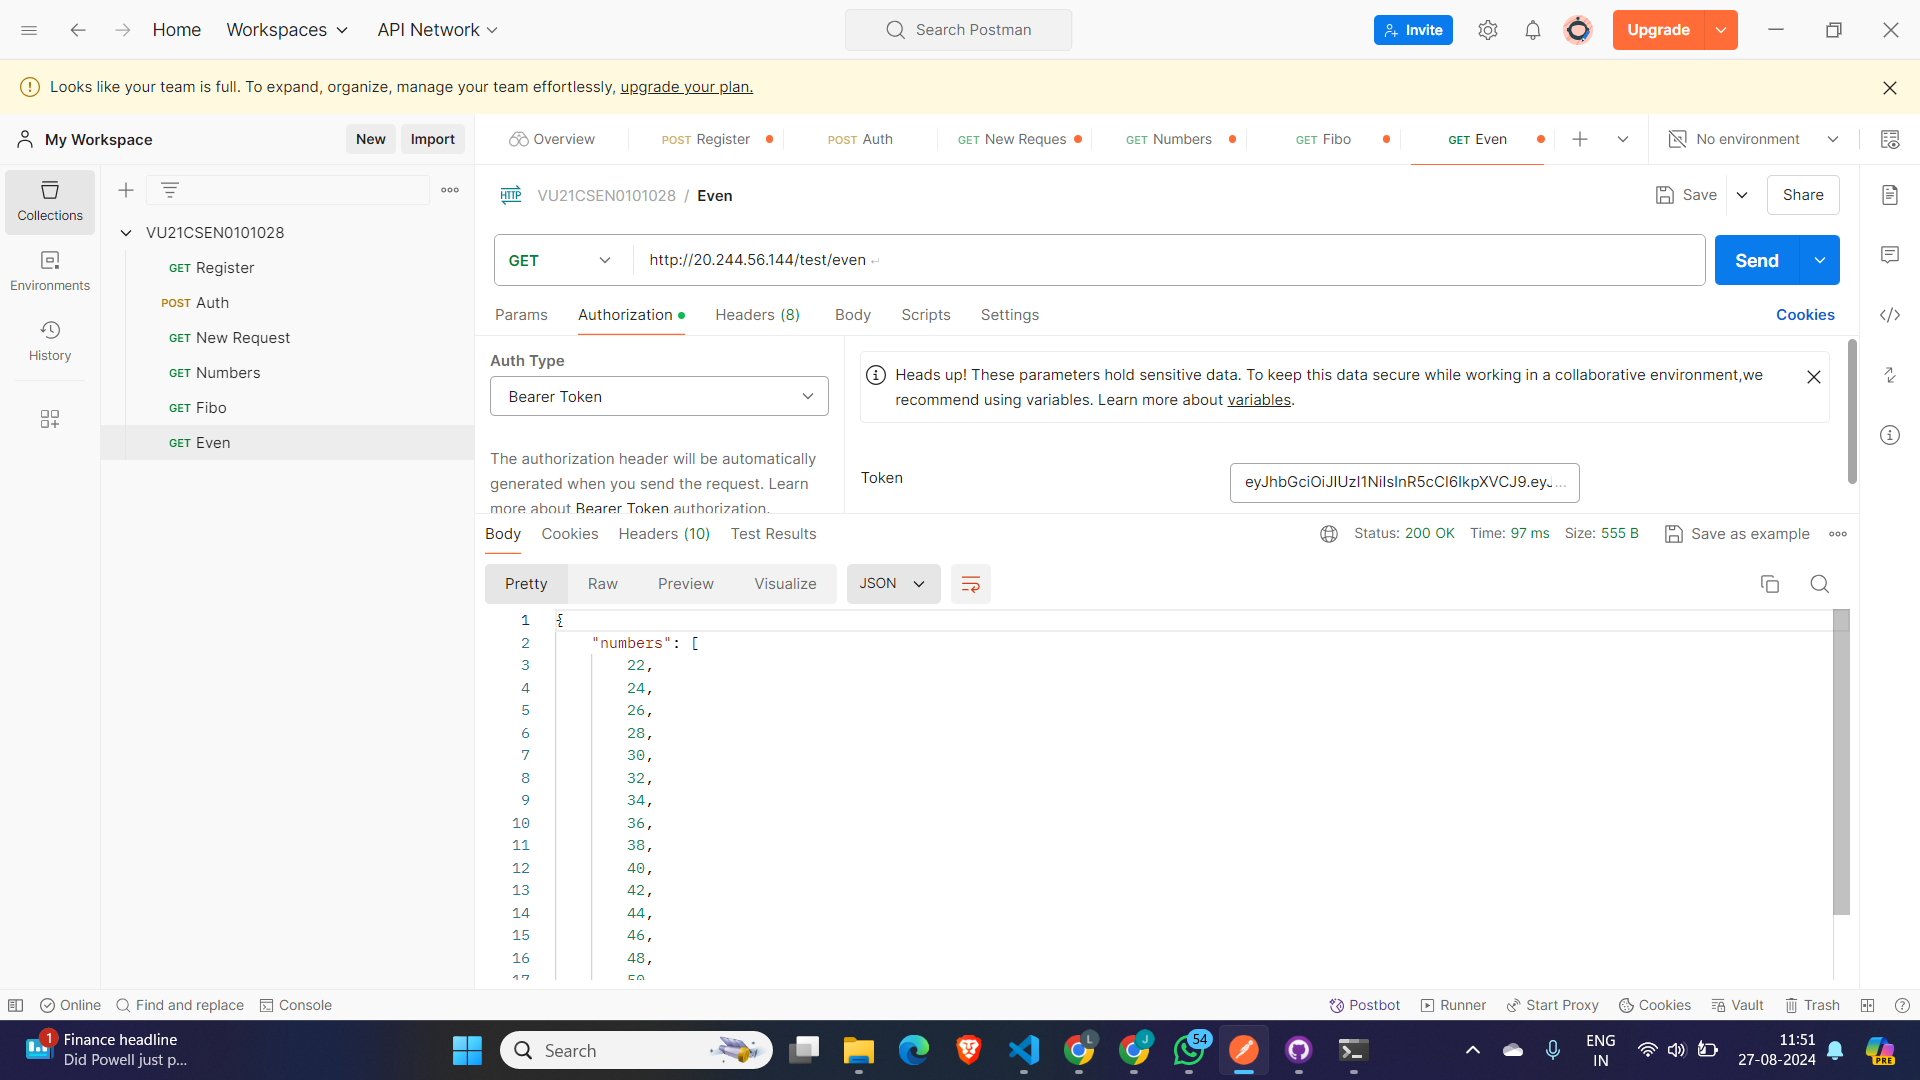 Home Workspaces API Network Search Postman Invite Upgrade
Looks like your team is full. To expand, organize, manage your team effortlessly, upgrade your plan.
My Workspace New Import Overview POST Register POST Auth GET New Reques GET Numbers GET Fibo GET Even No environment
Collections
Environments
History
VU21CSEN0101028
GET Register
POST Auth
GET New Request
GET Numbers
GET Fibo
GET Even
HTTP VU21CSEN0101028 / Even Save Share
GET http://20.244.56.144/test/even Send
Params Authorization Headers (8) Body Scripts Settings Cookies
Auth Type
Bearer Token
The authorization header will be automatically
generated when you send the request. Learn
more about Bearer Token authorization.
Heads up! These parameters hold sensitive data. To keep this data secure while working in a collaborative environment,we
recommend using variables. Learn more about variables.
Token
Body Cookies Headers (10) Test Results Status: 200 OK Time: 97 ms Size: 555 B Save as example
Pretty Raw Preview Visualize JSON
1 {
2 "numbers": [
3 22,
4 24,
5 26,
6 28,
7 30,
8 32,
9 34,
10 36,
11 38,
12 40,
13 42,
14 44,
15 46,
16 48,
17 50
Online Find and replace Console Postbot Runner Start Proxy Cookies Vault Trash
1 Finance headline
Did Powell just p...
Search
L J 54
ENG
IN
11:51
27-08-2024
PRE